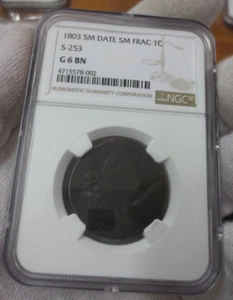 1803 SM DATE SM FRAC 1C
S-253
G 6 BN
4715578-002
NUMISMATIC GUARANTY CORPORATION
NGC